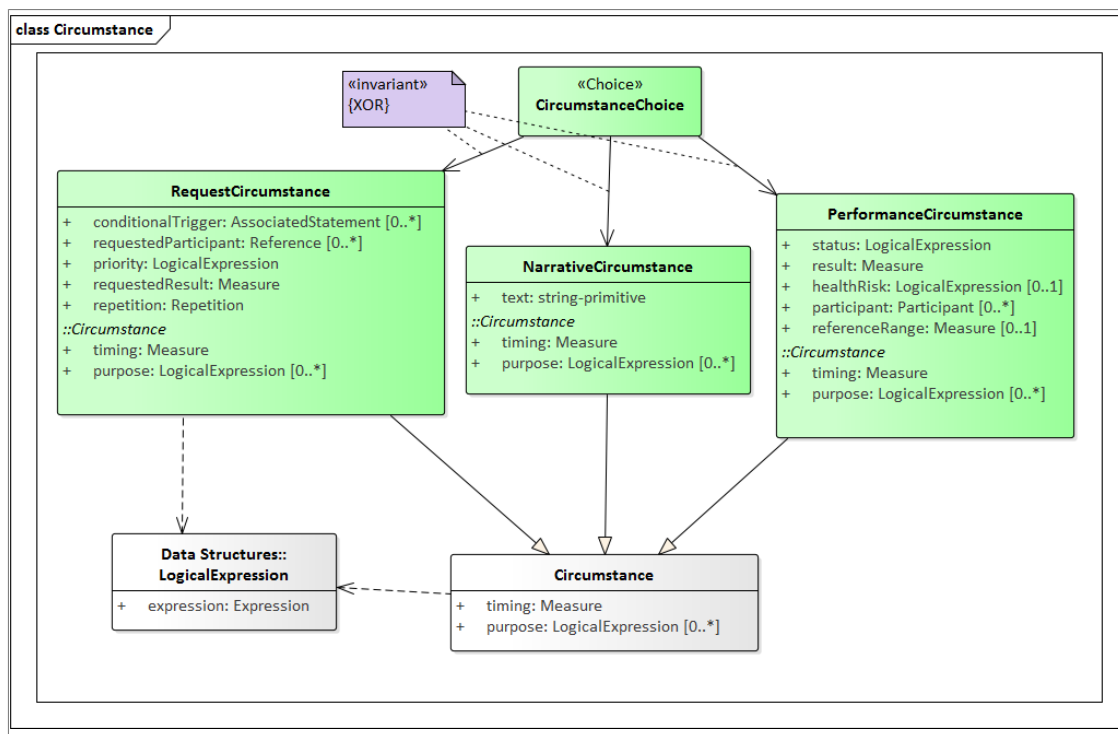 class Circumstance
«invariant»
{XOR}
«Choice»
CircumstanceChoice
RequestCircumstance
+ conditionalTrigger: AssociatedStatement [0..*]
+ requestedParticipant: Reference [0..*]
+ priority: LogicalExpression
+ requestedResult: Measure
+ repetition: Repetition
::Circumstance
+ timing: Measure
+ purpose: LogicalExpression [0..*]
NarrativeCircumstance
+ text: string-primitive
::Circumstance
+ timing: Measure
+ purpose: LogicalExpression [0..*]
PerformanceCircumstance
+ status: LogicalExpression
+ result: Measure
+ healthRisk: LogicalExpression [0..1]
+ participant: Participant [0..*]
+ referenceRange: Measure [0..1]
::Circumstance
+ timing: Measure
+ purpose: LogicalExpression [0..*]
Data Structures::
LogicalExpression
+ expression: Expression
Circumstance
+ timing: Measure
+ purpose: LogicalExpression [0..*]